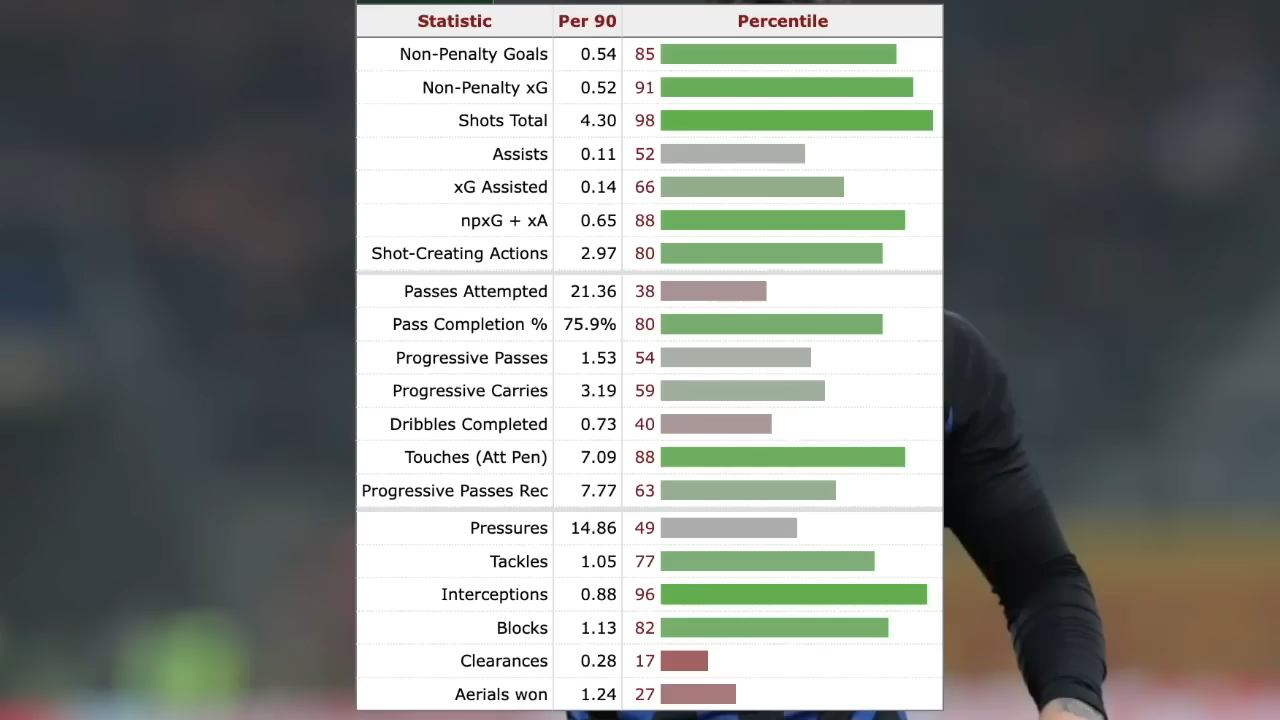 Statistic Per 90 Percentile
Non-Penalty Goals 0.54 85
Non-Penalty xG 0.52 91
Shots Total 4.30 98
Assists 0.11 52
xG Assisted 0.14 66
npxG + xA 0.65 88
Shot-Creating Actions 2.97 80
Passes Attempted 21.36 38
Pass Completion % 75.9% 80
Progressive Passes 1.53 54
Progressive Carries 3.19 59
Dribbles Completed 0.73 40
Touches (Att Pen) 7.09 88
Progressive Passes Rec 7.77 63
Pressures 14.86 49
Tackles 1.05 77
Interceptions 0.88 96
Blocks 1.13 82
Clearances 0.28 17
Aerials won 1.24 27